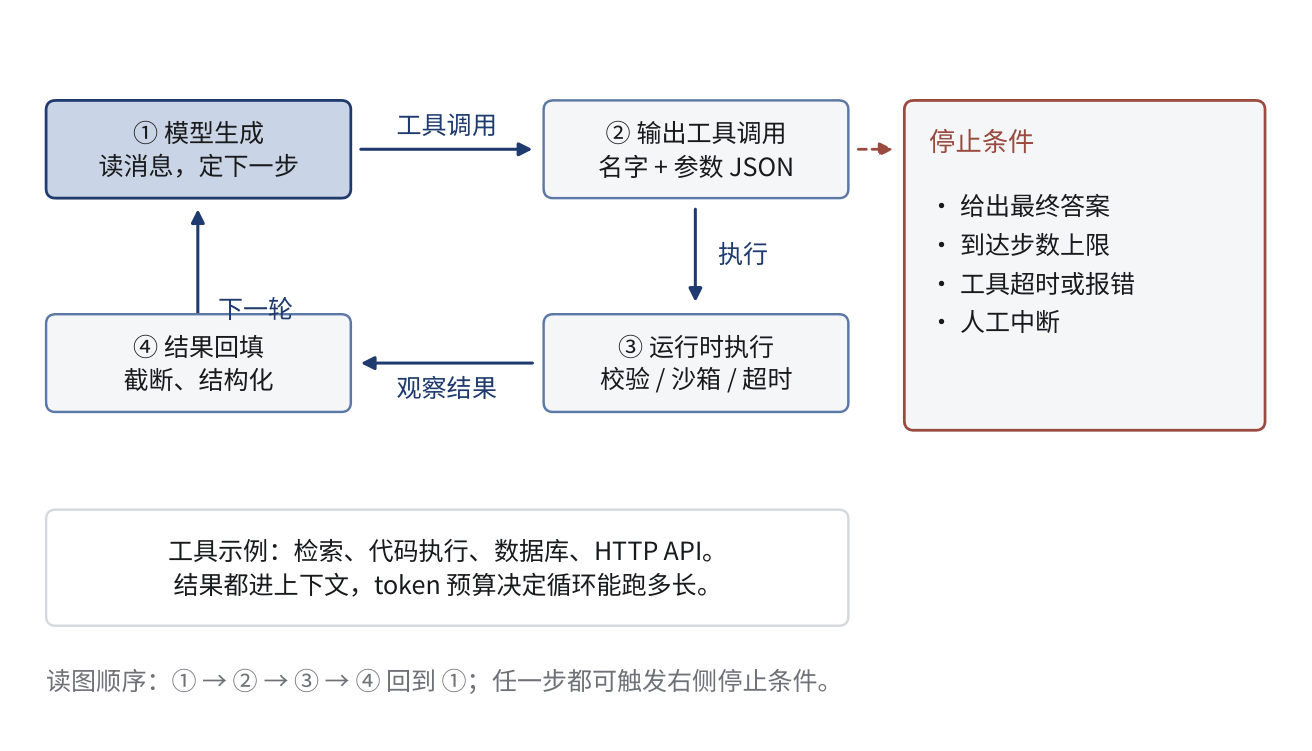 ① 模型生成
读消息，定下一步
工具调用
② 输出工具调用
名字 + 参数 JSON
执行
③ 运行时执行
校验 / 沙箱 / 超时
观察结果
④ 结果回填
截断、结构化
下一轮
停止条件
• 给出最终答案
• 到达步数上限
• 工具超时或报错
• 人工中断
工具示例：检索、代码执行、数据库、HTTP API。
结果都进上下文，token 预算决定循环能跑多长。
读图顺序：① → ② → ③ → ④ 回到 ①；任一步都可触发右侧停止条件。